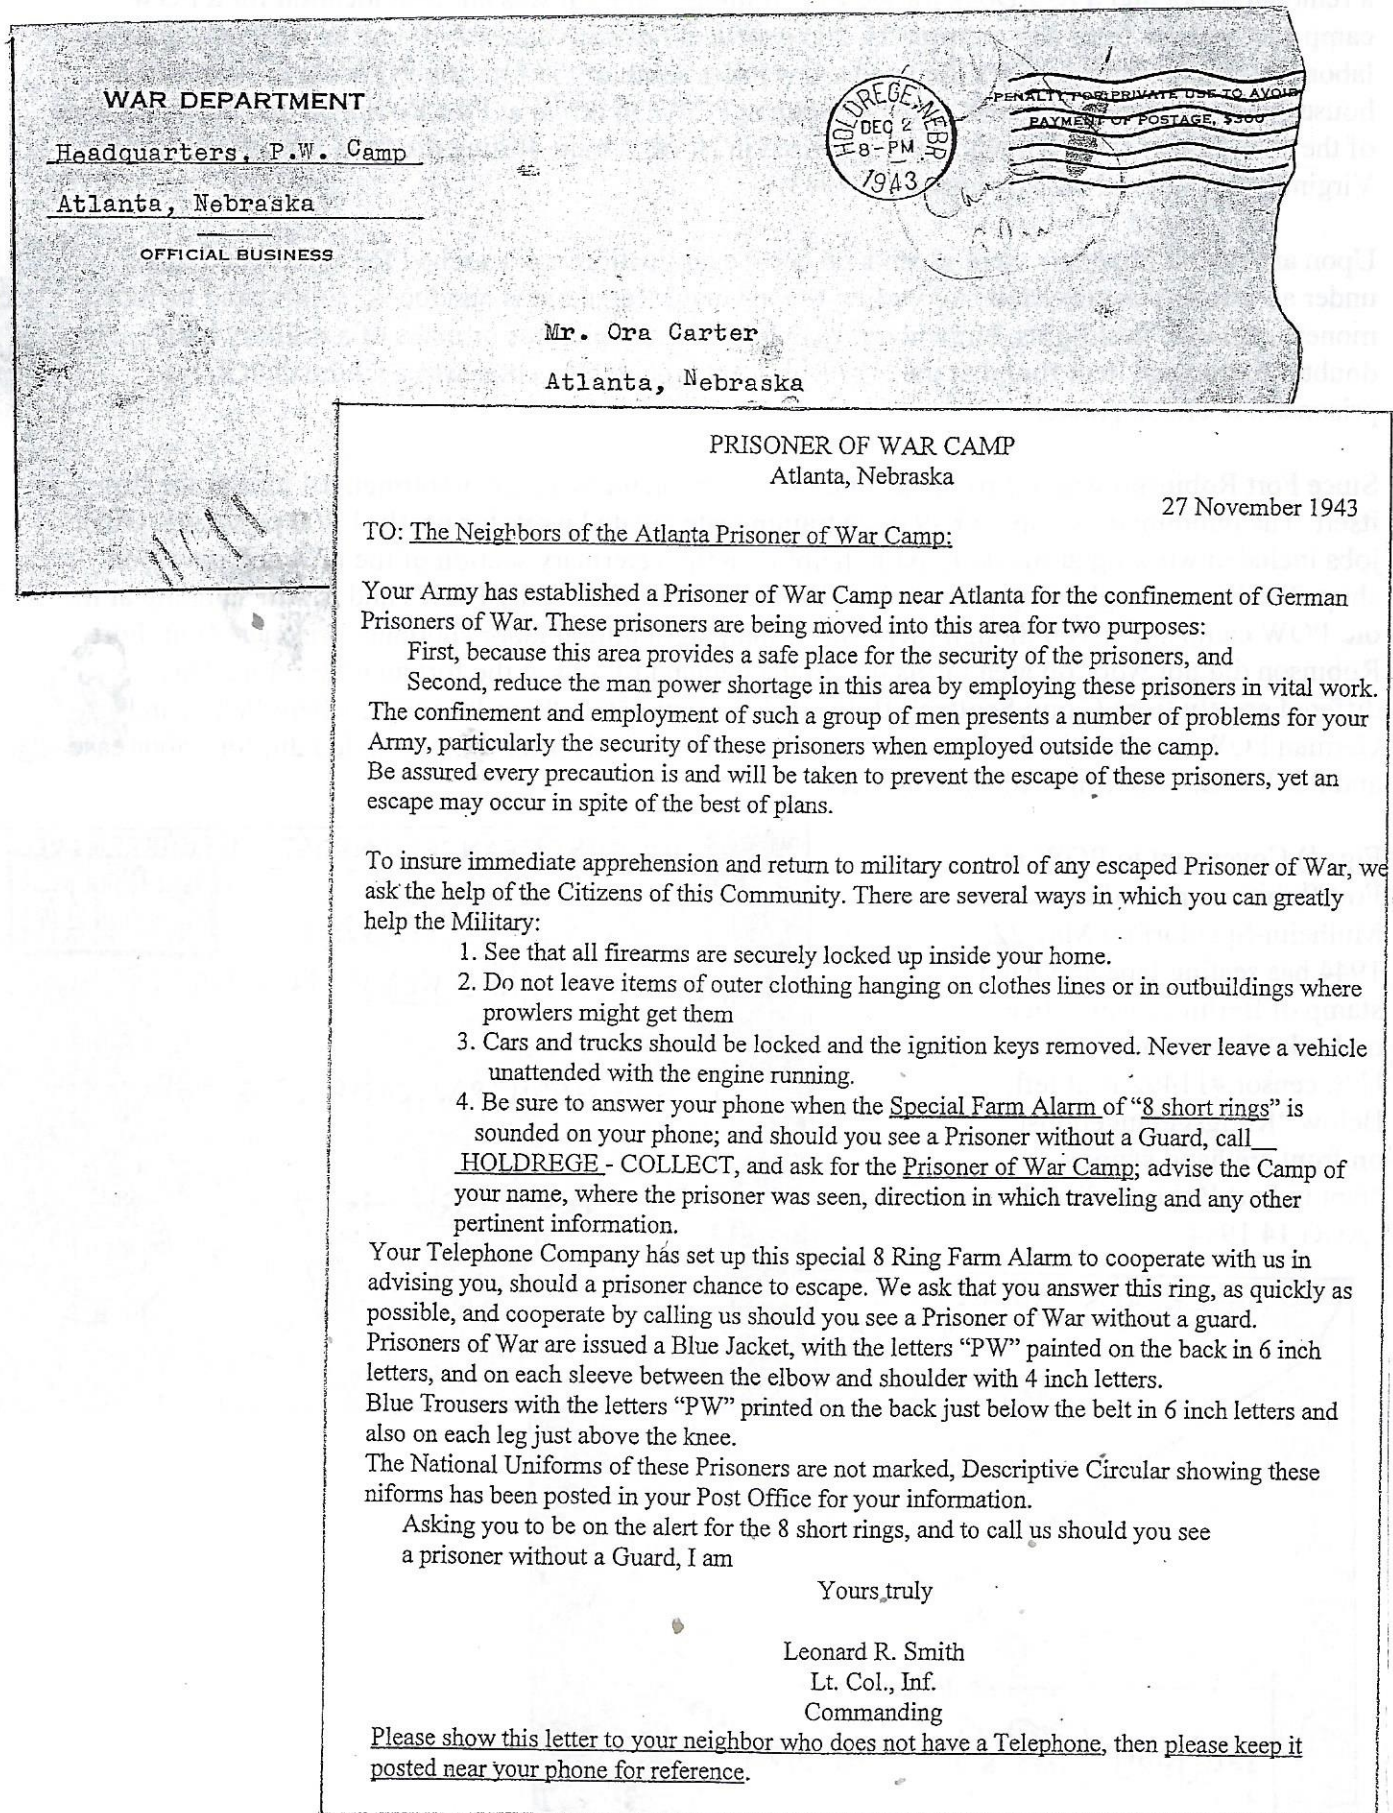 WAR DEPARTMENT
Headquarters, P.W. Camp
Atlanta, Nebraska
OFFICIAL BUSINESS
HOLDREGE, NEBR.
DEC 2
8-PM
1943
PENALTY FOR PRIVATE USE TO AVOID
PAYMENT OF POSTAGE, $300
Mr. Ora Carter
Atlanta, Nebraska
PRISONER OF WAR CAMP
Atlanta, Nebraska
27 November 1943
TO: The Neighbors of the Atlanta Prisoner of War Camp:
Your Army has established a Prisoner of War Camp near Atlanta for the confinement of German
Prisoners of War. These prisoners are being moved into this area for two purposes:
First, because this area provides a safe place for the security of the prisoners, and
Second, reduce the man power shortage in this area by employing these prisoners in vital work.
The confinement and employment of such a group of men presents a number of problems for your
Army, particularly the security of these prisoners when employed outside the camp.
Be assured every precaution is and will be taken to prevent the escape of these prisoners, yet an
escape may occur in spite of the best of plans.
To insure immediate apprehension and return to military control of any escaped Prisoner of War, we
ask the help of the Citizens of this Community. There are several ways in which you can greatly
help the Military:
1. See that all firearms are securely locked up inside your home.
2. Do not leave items of outer clothing hanging on clothes lines or in outbuildings where
prowlers might get them
3. Cars and trucks should be locked and the ignition keys removed. Never leave a vehicle
unattended with the engine running.
4. Be sure to answer your phone when the Special Farm Alarm of “8 short rings” is
sounded on your phone; and should you see a Prisoner without a Guard, call
HOLDREGE - COLLECT, and ask for the Prisoner of War Camp; advise the Camp of
your name, where the prisoner was seen, direction in which traveling and any other
pertinent information.
Your Telephone Company has set up this special 8 Ring Farm Alarm to cooperate with us in
advising you, should a prisoner chance to escape. We ask that you answer this ring, as quickly as
possible, and cooperate by calling us should you see a Prisoner of War without a guard.
Prisoners of War are issued a Blue Jacket, with the letters “PW” painted on the back in 6 inch
letters, and on each sleeve between the elbow and shoulder with 4 inch letters.
Blue Trousers with the letters “PW” printed on the back just below the belt in 6 inch letters and
also on each leg just above the knee.
The National Uniforms of these Prisoners are not marked, Descriptive Circular showing these
niforms has been posted in your Post Office for your information.
Asking you to be on the alert for the 8 short rings, and to call us should you see
a prisoner without a Guard, I am
Yours truly
Leonard R. Smith
Lt. Col., Inf.
Commanding
Please show this letter to your neighbor who does not have a Telephone, then please keep it
posted near your phone for reference.